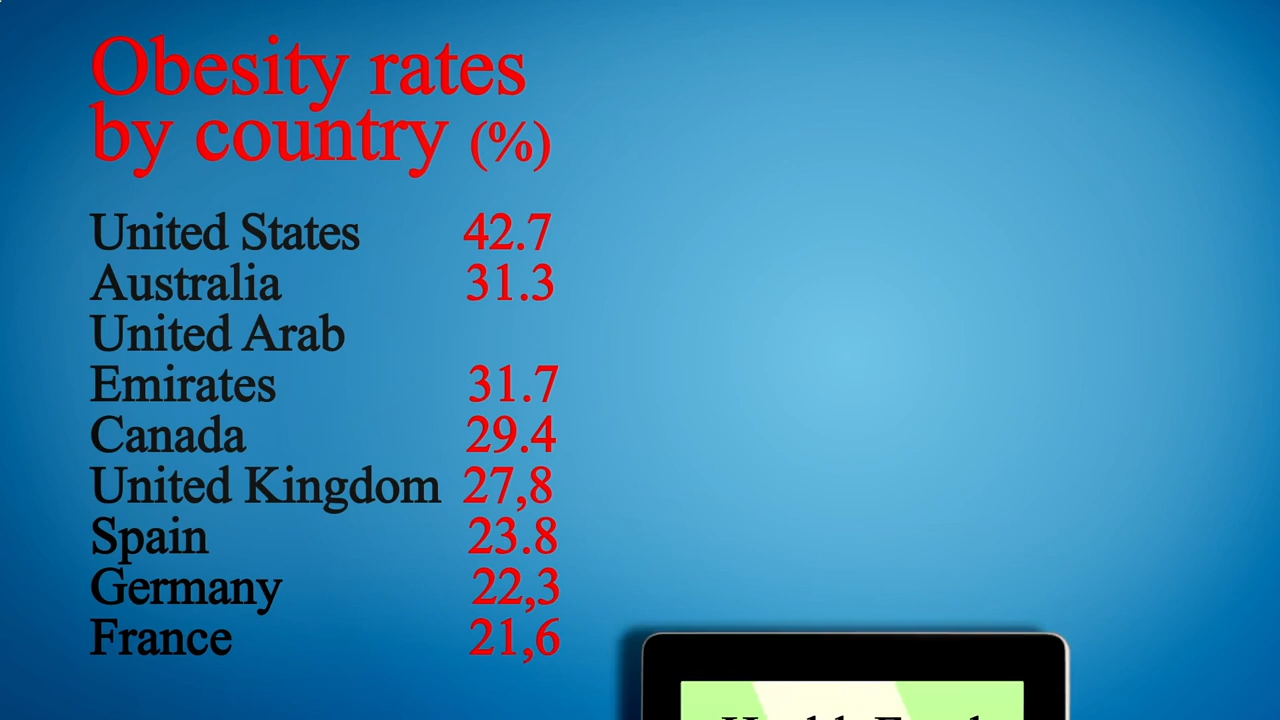 Obesity rates
by country (%)
United States 42.7
Australia 31.3
United Arab
Emirates 31.7
Canada 29.4
United Kingdom 27,8
Spain 23.8
Germany 22,3
France 21,6